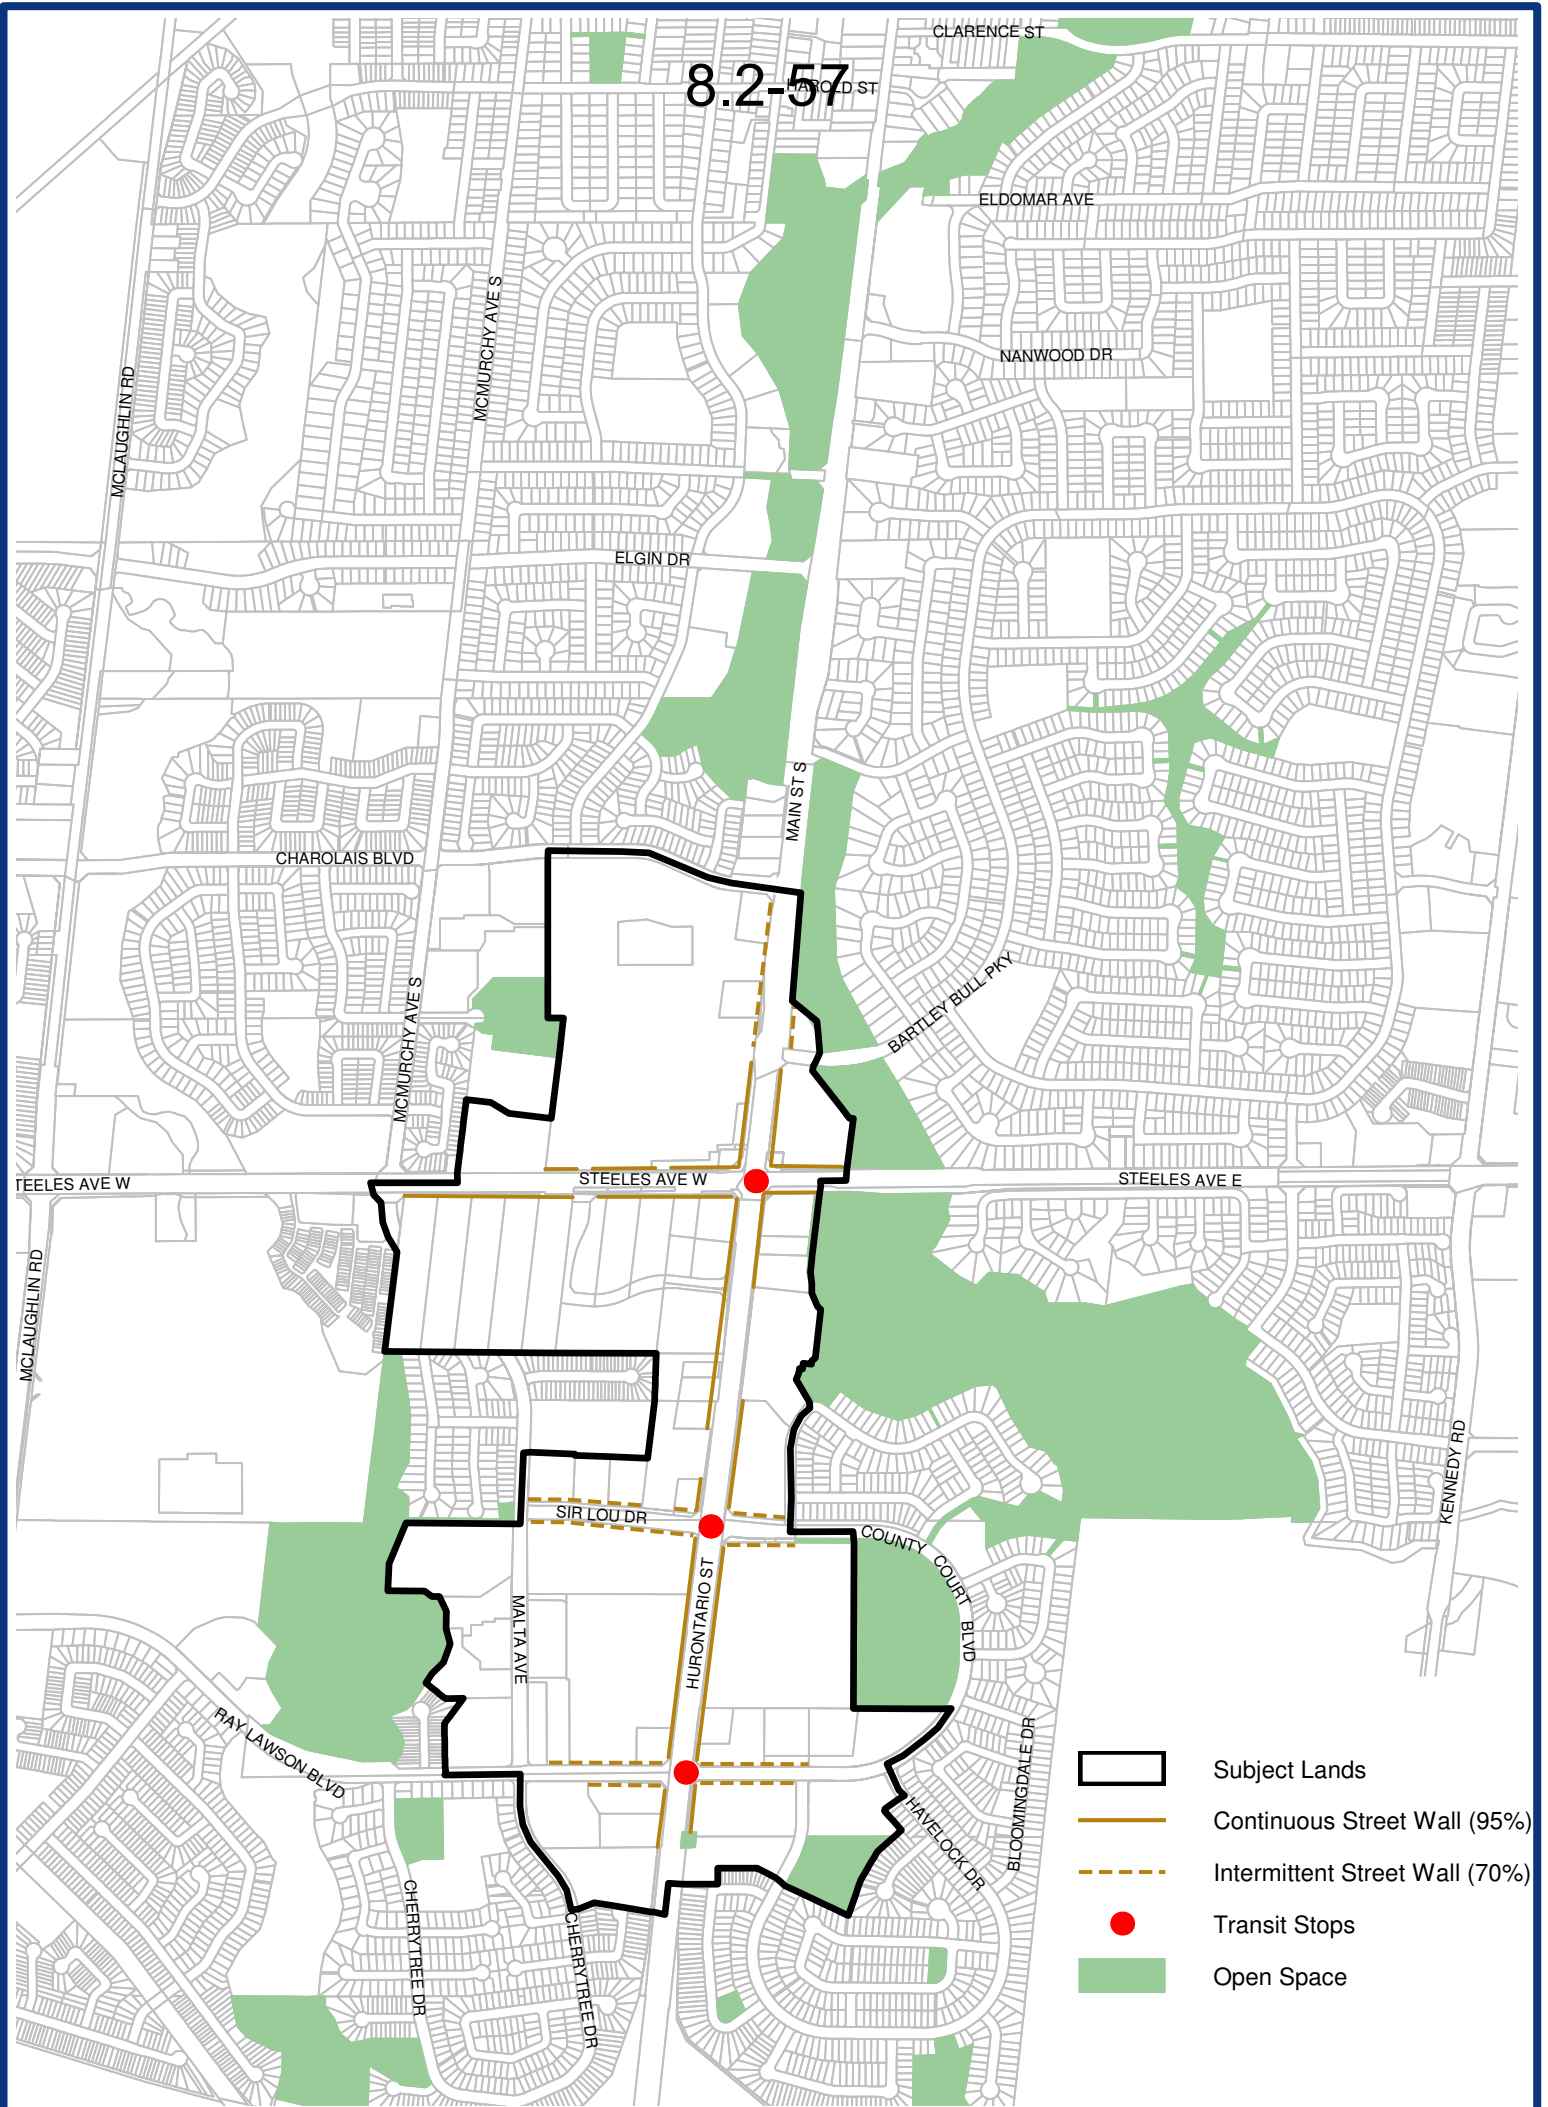 CLARENCE ST
8.2-57
HAROLD ST
ELDOMAR AVE
MCMURCHY AVE S
NANWOOD DR
MCLAUGHLIN RD
ELGIN DR
MAIN ST S
CHAROLAIS BLVD
BARTLEY BULL PKY
MCMURCHY AVE S
STEELES AVE W
STEELES AVE E
TEELES AVE W
MCLAUGHLIN RD
KENNEDY RD
SIR LOU DR
COUNTY COURT BLVD
HURONTARIO ST
MALTA AVE
RAY LAWSON BLVD
BLOOMINGDALE DR
HAVELOCK DR
CHERRYTREE DR
CHERRYTREE DR
Subject Lands
Continuous Street Wall (95%)
Intermittent Street Wall (70%)
Transit Stops
Open Space